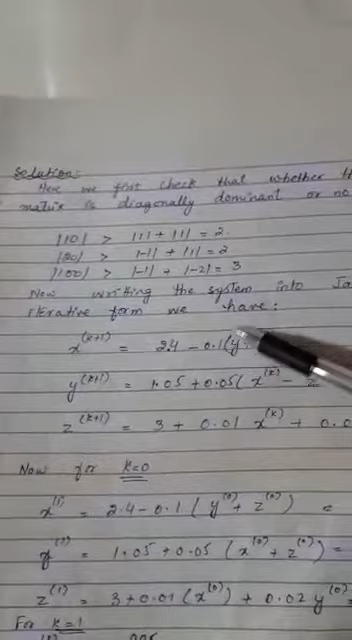 Solution:
Here we first check that whether
matrix is diagonally dominant or no
|10| > |1| + |1| = 2.
|20| > |-1| + |1| = 2
|100| > |-1| + |-2| = 3
Now writing the system into Ja
iterative form we have:
x^(k+1) = 2.4 - 0.1(y
y^(k+1) = 1.05 + 0.05( x^(k) - z
z^(k+1) = 3 + 0.01 x^(k) + 0.0
Now for k=0
x^(1) = 2.4 - 0.1 ( y^(0) + z^(0) ) =
y^(1) = 1.05 + 0.05 (x^(0) + z^(0)) =
z^(1) = 3 + 0.01 (x^(0)) + 0.02 y^(0)
For k=1